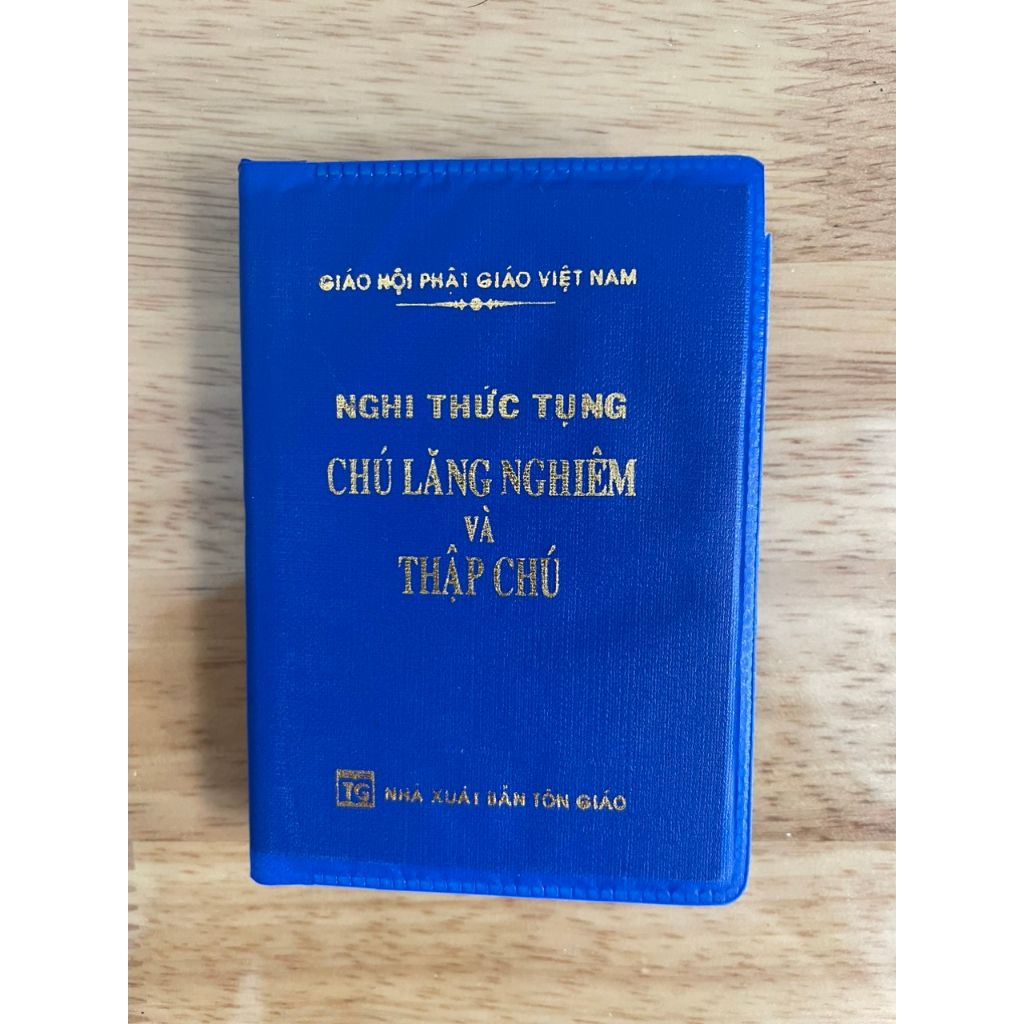 GIÁO HỘI PHẬT GIÁO VIỆT NAM
NGHI THỨC TỤNG
CHÚ LĂNG NGHIÊM
VÀ
THẬP CHÚ
TG NHÀ XUẤT BẢN TÔN GIÁO